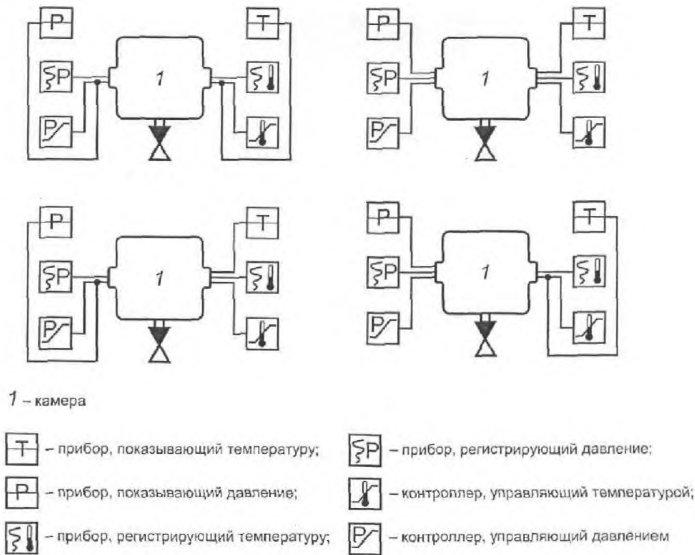 P T P T
P P
1 1
P P
P T P T
P P
1 1
P P
1 – камера
T – прибор, показывающий температуру;
P – прибор, показывающий давление;
– прибор, регистрирующий температуру;
P – прибор, регистрирующий давление;
– контроллер, управляющий температурой;
P – контроллер, управляющий давлением